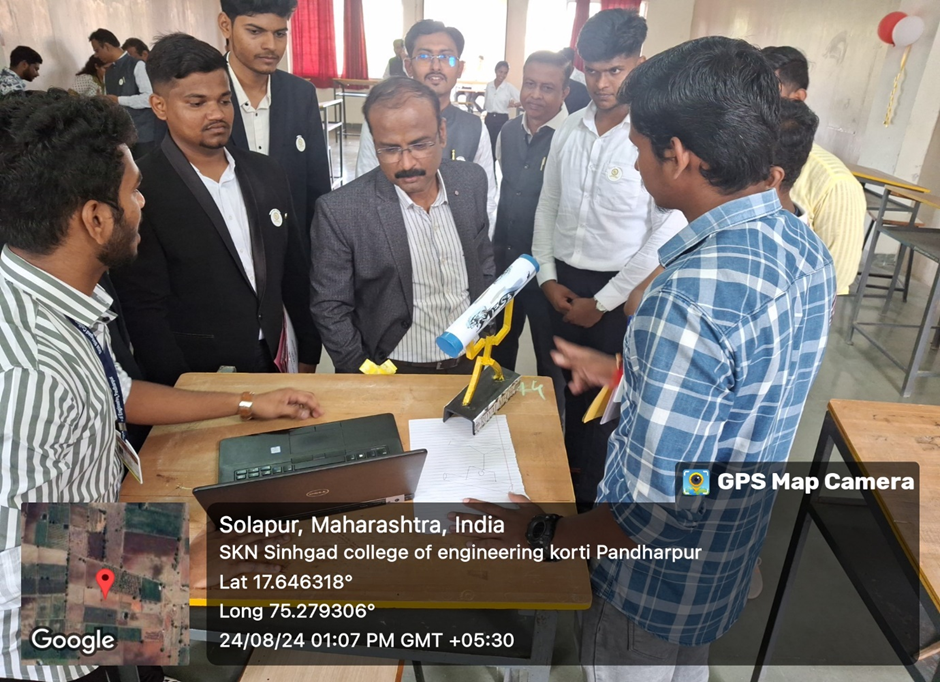 GPS Map Camera
Solapur, Maharashtra, India
SKN Sinhgad college of engineering korti Pandharpur
Lat 17.646318°
Long 75.279306°
24/08/24 01:07 PM GMT +05:30
Google